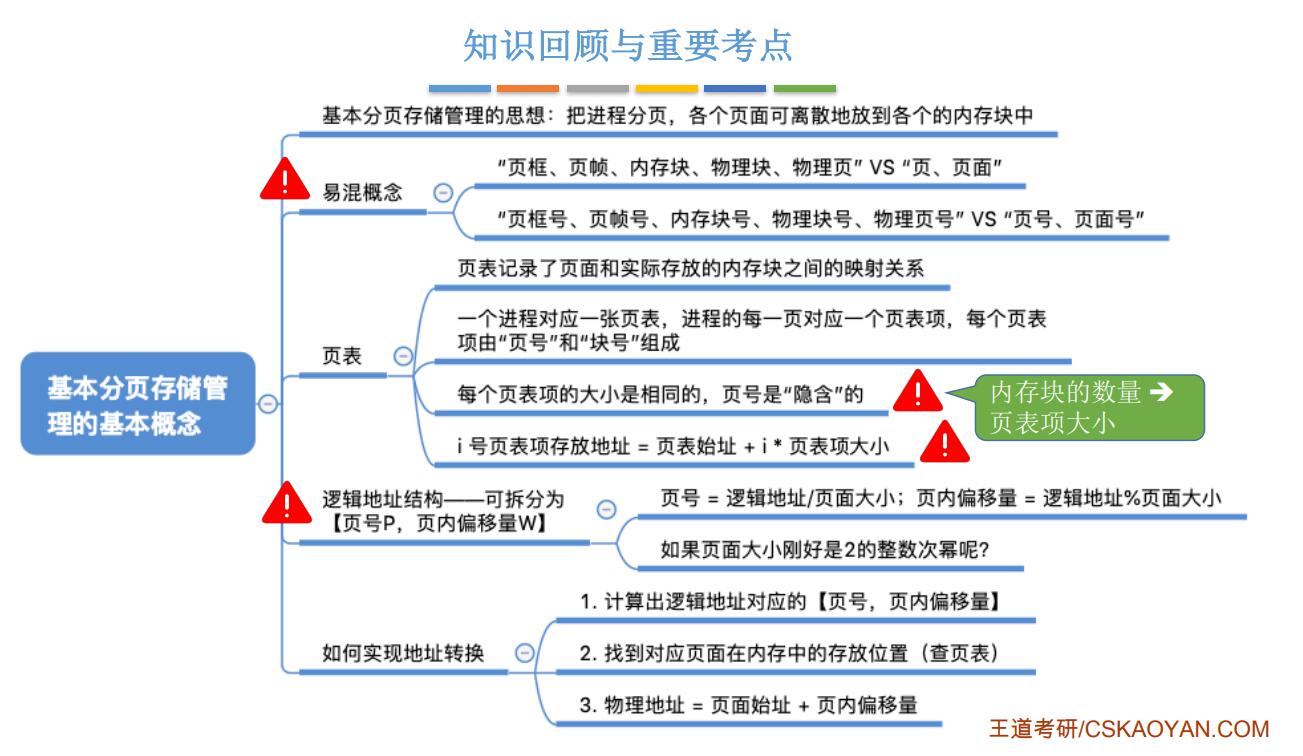 知识回顾与重要考点
基本分页存储管理的思想：把进程分页，各个页面可离散地放到各个的内存块中
易混概念
“页框、页帧、内存块、物理块、物理页” VS “页、页面”
“页框号、页帧号、内存块号、物理块号、物理页号” VS “页号、页面号”
页表记录了页面和实际存放的内存块之间的映射关系
一个进程对应一张页表，进程的每一页对应一个页表项，每个页表
项由“页号”和“块号”组成
页表
每个页表项的大小是相同的，页号是“隐含”的
内存块的数量 ➔
页表项大小
i 号页表项存放地址 = 页表始址 + i * 页表项大小
基本分页存储管
理的基本概念
逻辑地址结构——可拆分为
【页号P，页内偏移量W】
页号 = 逻辑地址/页面大小；页内偏移量 = 逻辑地址%页面大小
如果页面大小刚好是2的整数次幂呢?
如何实现地址转换
1. 计算出逻辑地址对应的【页号，页内偏移量】
2. 找到对应页面在内存中的存放位置（查页表）
3. 物理地址 = 页面始址 + 页内偏移量
王道考研/CSKAOYAN.COM